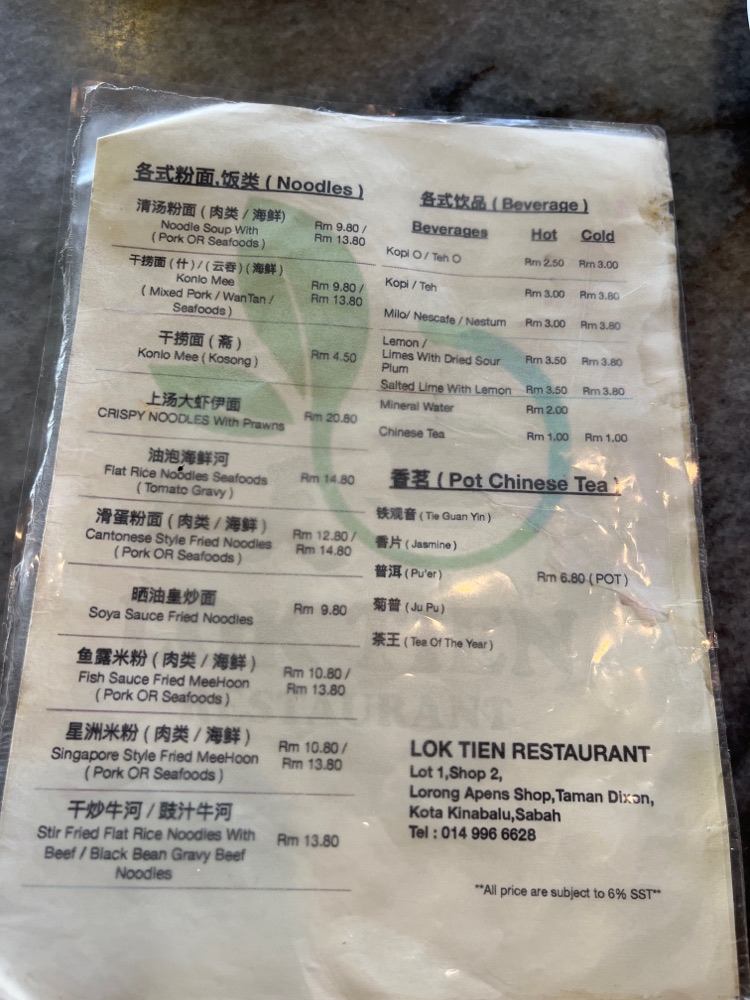 各式粉面,饭类 ( Noodles )
清汤粉面 ( 肉类 / 海鲜)
Noodle Soup With
( Pork OR Seafoods )
Rm 9.80 /
Rm 13.80
干捞面 ( 什) / ( 云吞 ) ( 海鲜 )
Konlo Mee
( Mixed Pork / WanTan /
Seafoods )
Rm 9.80 /
Rm 13.80
干捞面 ( 斋 )
Konlo Mee ( Kosong )
Rm 4.50
上汤大虾伊面
CRISPY NOODLES With Prawns
Rm 20.80
油泡海鲜河
Flat Rice Noodles Seafoods
( Tomato Gravy )
Rm 14.80
滑蛋粉面 ( 肉类 / 海鲜 )
Cantonese Style Fried Noodles
( Pork OR Seafoods )
Rm 12.80 /
Rm 14.80
晒油皇炒面
Soya Sauce Fried Noodles
Rm 9.80
鱼露米粉 ( 肉类 / 海鲜 )
Fish Sauce Fried MeeHoon
( Pork OR Seafoods )
Rm 10.80 /
Rm 13.80
星洲米粉 ( 肉类 / 海鲜 )
Singapore Style Fried MeeHoon
( Pork OR Seafoods )
Rm 10.80 /
Rm 13.80
干炒牛河 / 豉汁牛河
Stir Fried Flat Rice Noodles With
Beef / Black Bean Gravy Beef
Noodles
Rm 13.80
各式饮品 ( Beverage )
Beverages Hot Cold
Kopi O / Teh O Rm 2.50 Rm 3.00
Kopi / Teh Rm 3.00 Rm 3.80
Milo/ Nescafe / Nestum Rm 3.00 Rm 3.80
Lemon /
Limes With Dried Sour Rm 3.50 Rm 3.80
Plum
Salted Lime With Lemon Rm 3.50 Rm 3.80
Mineral Water Rm 2.00
Chinese Tea Rm 1.00 Rm 1.00
香茗 ( Pot Chinese Tea )
铁观音 ( Tie Guan Yin )
香片 ( Jasmine )
普洱 ( Pu'er ) Rm 6.80 ( POT )
菊普 ( Ju Pu )
茶王 ( Tea Of The Year )
RESTAURANT
LOK TIEN RESTAURANT
Lot 1,Shop 2,
Lorong Apens Shop,Taman Dixon,
Kota Kinabalu,Sabah
Tel : 014 996 6628
**All price are subject to 6% SST**